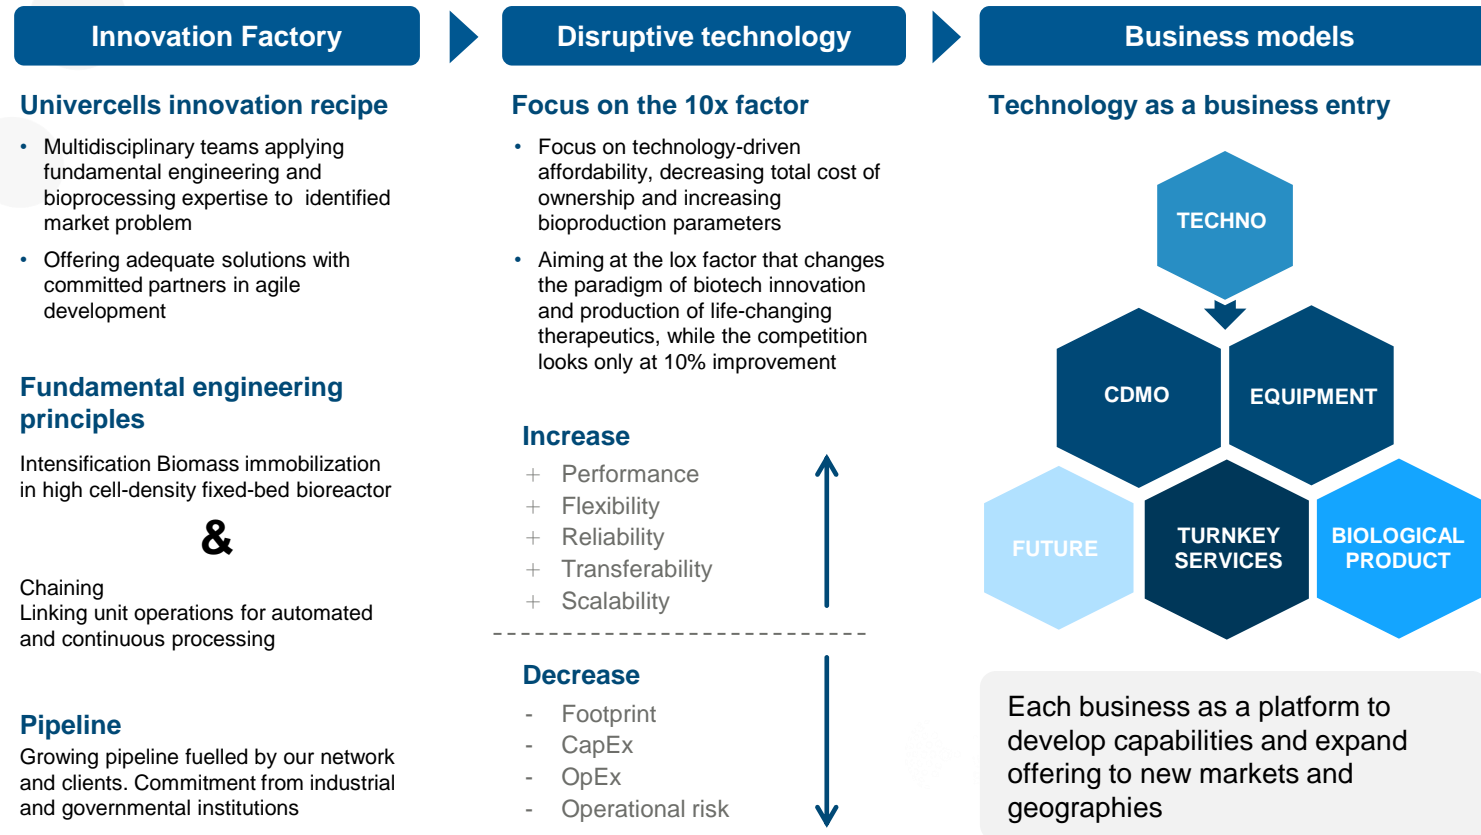 Innovation Factory
Univercells innovation recipe
• Multidisciplinary teams applying
fundamental engineering and
bioprocessing expertise to identified
market problem
• Offering adequate solutions with
committed partners in agile
development
Fundamental engineering
principles
Intensification Biomass immobilization
in high cell-density fixed-bed bioreactor
&
Chaining
Linking unit operations for automated
and continuous processing
Pipeline
Growing pipeline fuelled by our network
and clients. Commitment from industrial
and governmental institutions
Disruptive technology
Focus on the 10x factor
• Focus on technology-driven
affordability, decreasing total cost of
ownership and increasing
bioproduction parameters
• Aiming at the lox factor that changes
the paradigm of biotech innovation
and production of life-changing
therapeutics, while the competition
looks only at 10% improvement
Increase
+ Performance
+ Flexibility
+ Reliability
+ Transferability
+ Scalability
Decrease
- Footprint
- CapEx
- OpEx
- Operational risk
Business models
Technology as a business entry
TECHNO
CDMO
EQUIPMENT
FUTURE
TURNKEY
SERVICES
BIOLOGICAL
PRODUCT
Each business as a platform to
develop capabilities and expand
offering to new markets and
geographies